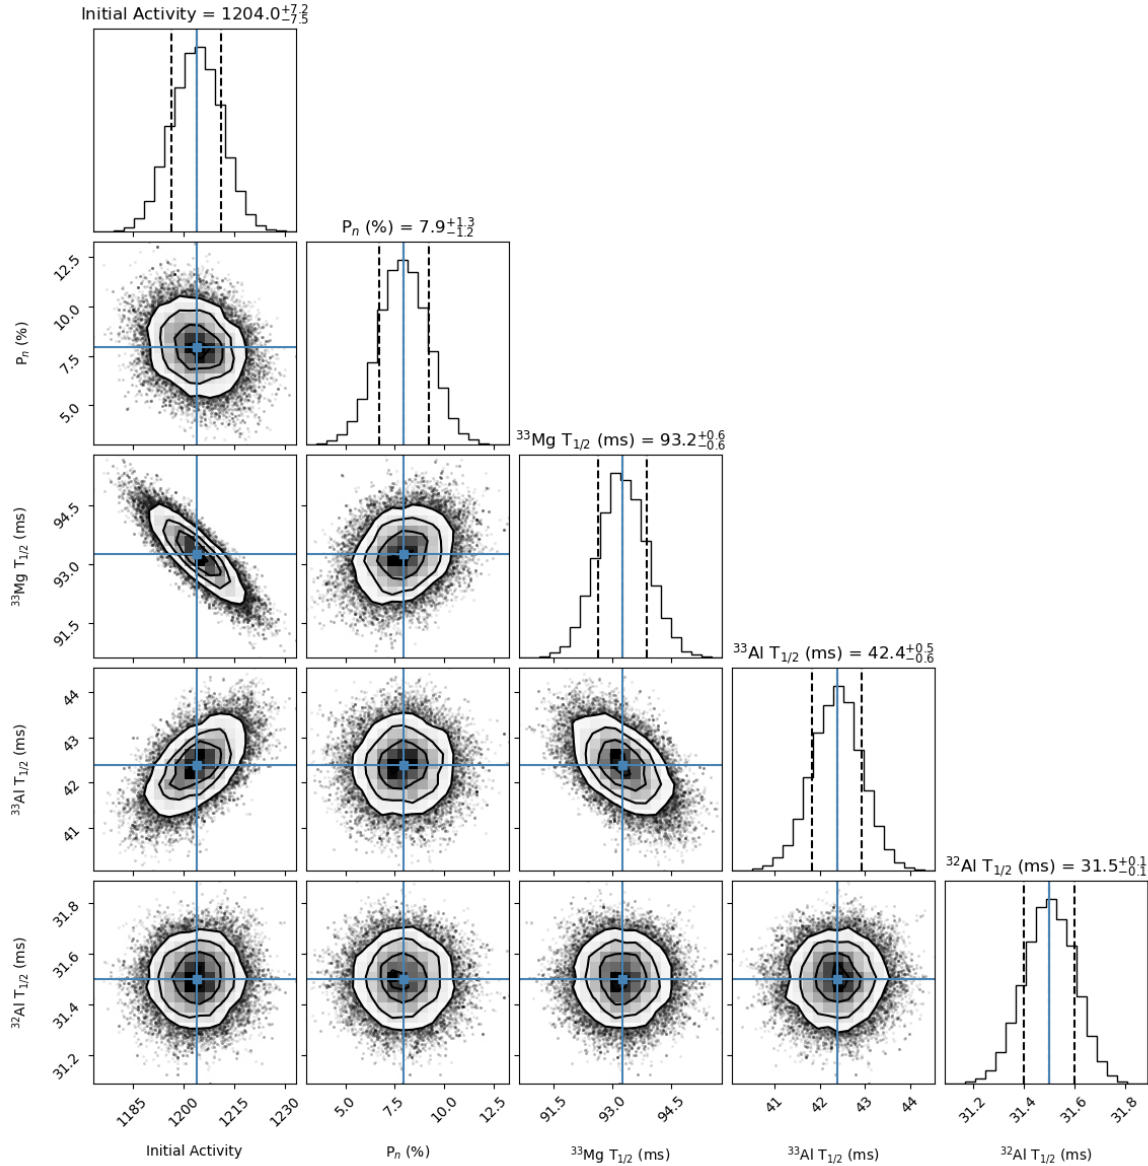 Initial Activity = 1204.0+7.2 −7.5
Pn (%) = 7.9+1.3 −1.2
12.5
10.0
7.5
5.0
Pn (%)
33Mg T1/2 (ms) = 93.2+0.6 −0.6
94.5
93.0
91.5
33Mg T1/2 (ms)
33Al T1/2 (ms) = 42.4+0.5 −0.6
44
43
42
41
33Al T1/2 (ms)
32Al T1/2 (ms) = 31.5+0.1 −0.1
31.8
31.6
31.4
31.2
32Al T1/2 (ms)
1185 1200 1215 1230
5.0 7.5 10.0 12.5
91.5 93.0 94.5
41 42 43 44
31.2 31.4 31.6 31.8
Initial Activity
Pn (%)
33Mg T1/2 (ms)
33Al T1/2 (ms)
32Al T1/2 (ms)